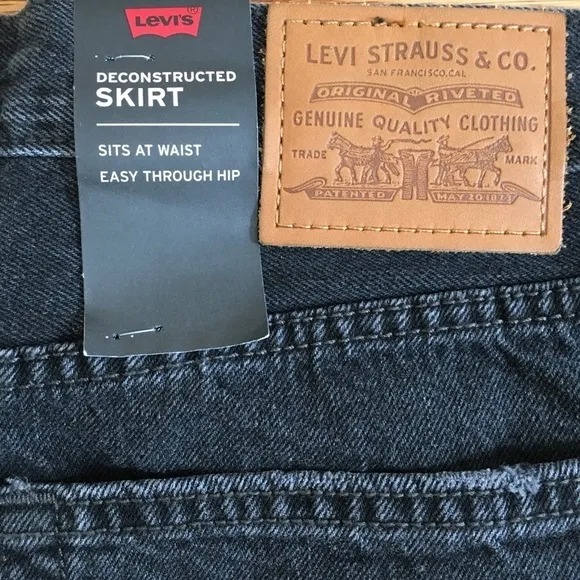 Levi's®
DECONSTRUCTED
SKIRT
SITS AT WAIST
EASY THROUGH HIP
LEVI STRAUSS & CO.
SAN FRANCISCO, CAL.
ORIGINAL RIVETED
GENUINE QUALITY CLOTHING
TRADE MARK
PATENTED MAY 20 1873